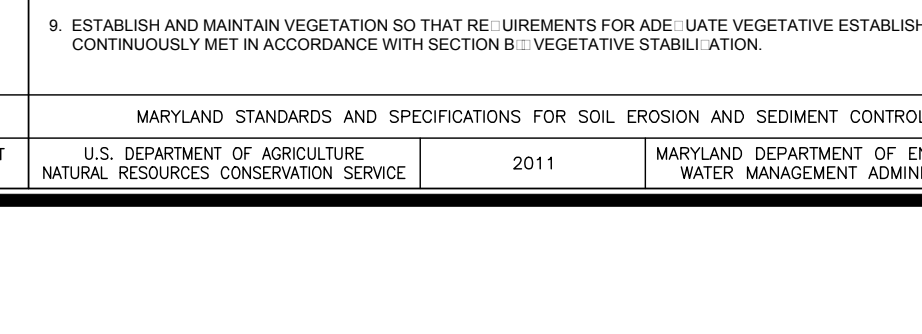 9. ESTABLISH AND MAINTAIN VEGETATION SO THAT RE□UIREMENTS FOR ADE□UATE VEGETATIVE ESTABLISH
CONTINUOUSLY MET IN ACCORDANCE WITH SECTION B□□ VEGETATIVE STABILI□ATION.
MARYLAND STANDARDS AND SPECIFICATIONS FOR SOIL EROSION AND SEDIMENT CONTROL
T
U.S. DEPARTMENT OF AGRICULTURE
NATURAL RESOURCES CONSERVATION SERVICE
2011
MARYLAND DEPARTMENT OF EN
WATER MANAGEMENT ADMIN